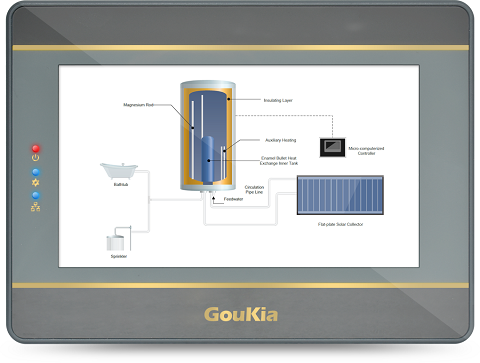 Magnesium Rod
Insulating Layer
Auxiliary Heating
Micro-computerized
Controller
Enamel Bullet Heat
Exchange Inner Tank
Bathtub
Circulation
Pipe Line
Feedwater
Flat-plate Solar Collector
Sprinkler
GouKia